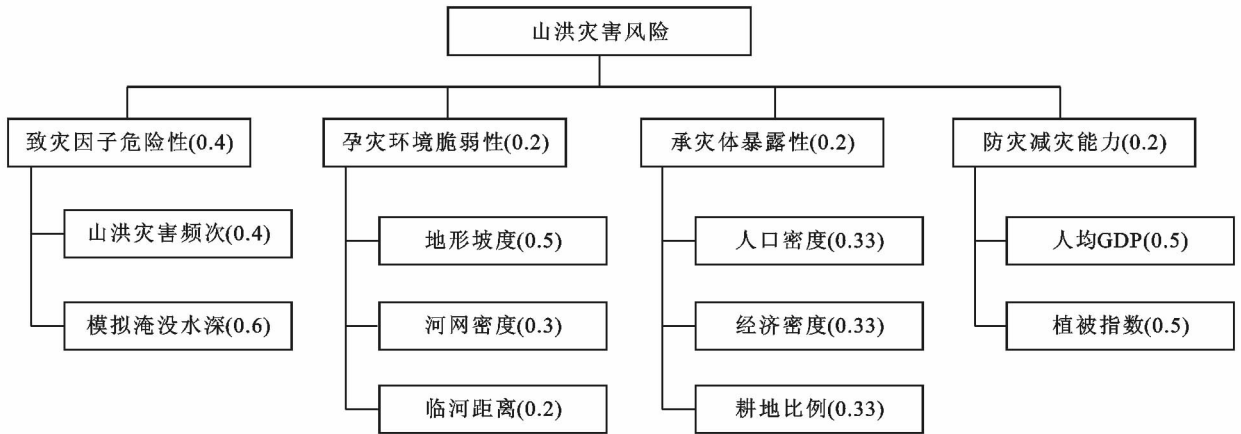 山洪灾害风险
致灾因子危险性(0.4)
孕灾环境脆弱性(0.2)
承灾体暴露性(0.2)
防灾减灾能力(0.2)
山洪灾害频次(0.4)
地形坡度(0.5)
人口密度(0.33)
人均GDP(0.5)
模拟淹没水深(0.6)
河网密度(0.3)
经济密度(0.33)
植被指数(0.5)
临河距离(0.2)
耕地比例(0.33)